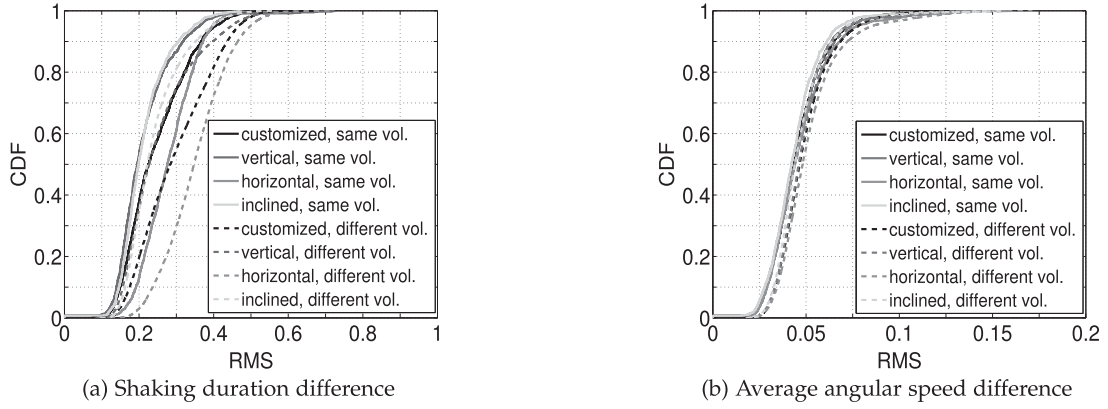 1
0.8
0.6
0.4
0.2
0
CDF
customized, same vol.
vertical, same vol.
horizontal, same vol.
inclined, same vol.
customized, different vol.
vertical, different vol.
horizontal, different vol.
inclined, different vol.
0 0.2 0.4 0.6 0.8 1
RMS
(a) Shaking duration difference
1
0.8
0.6
0.4
0.2
0
CDF
customized, same vol.
vertical, same vol.
horizontal, same vol.
inclined, same vol.
customized, different vol.
vertical, different vol.
horizontal, different vol.
inclined, different vol.
0 0.05 0.1 0.15 0.2
RMS
(b) Average angular speed difference